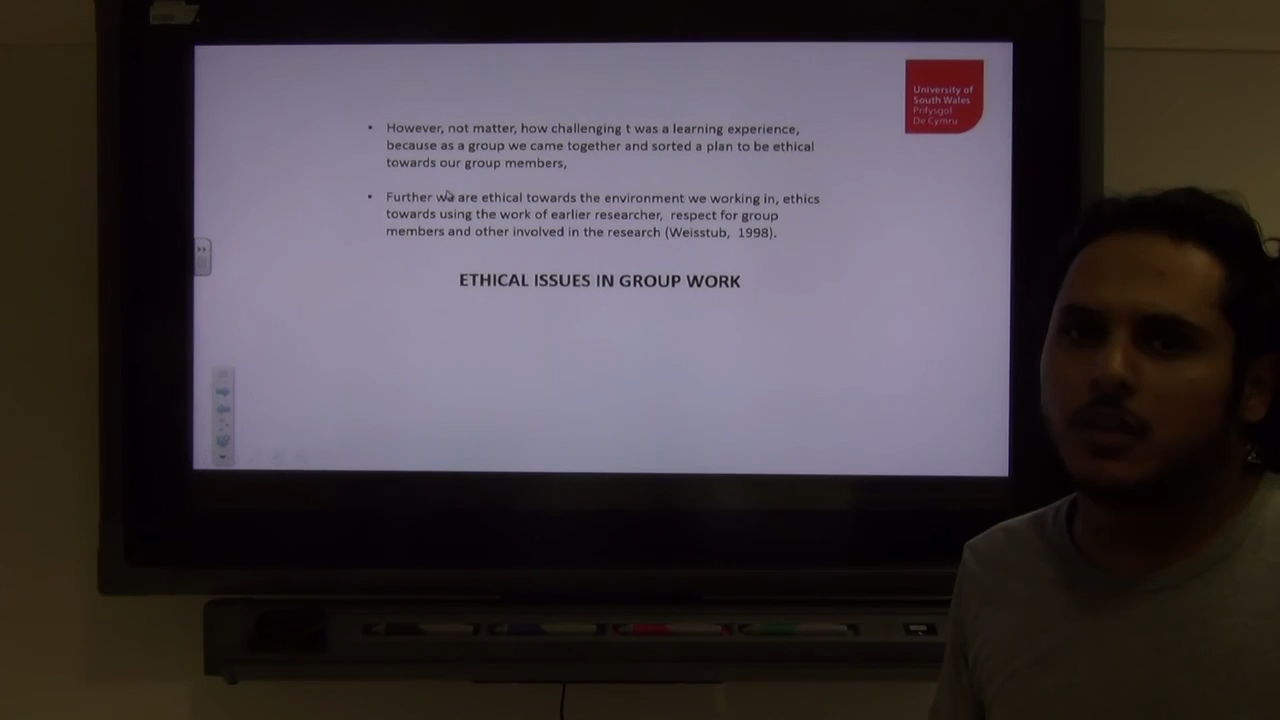 University of
South Wales
Prifysgol
De Cymru
• However, not matter, how challenging t was a learning experience,
because as a group we came together and sorted a plan to be ethical
towards our group members,
• Further we are ethical towards the environment we working in, ethics
towards using the work of earlier researcher, respect for group
members and other involved in the research (Weisstub, 1998).
ETHICAL ISSUES IN GROUP WORK